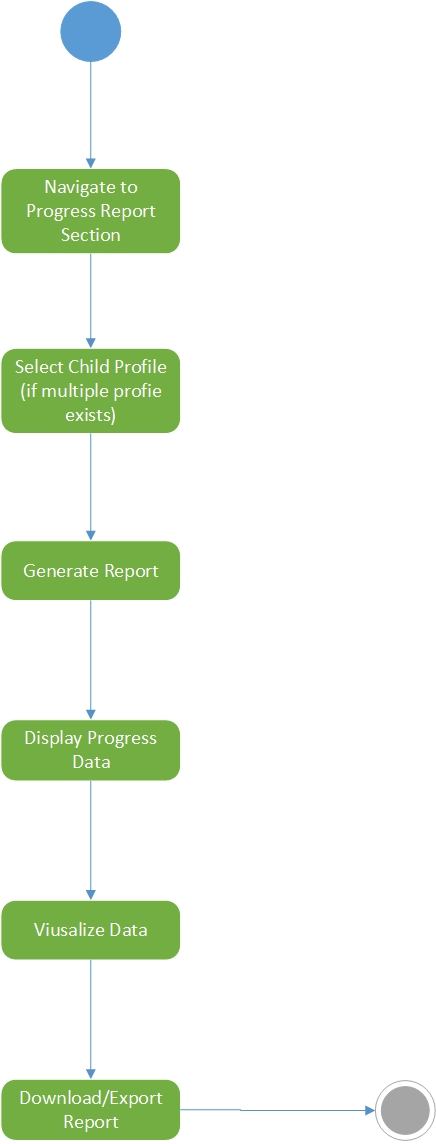 Navigate to
Progress Report
Section
Select Child Profile
(if multiple profie
exists)
Generate Report
Display Progress
Data
Viusalize Data
Download/Export
Report